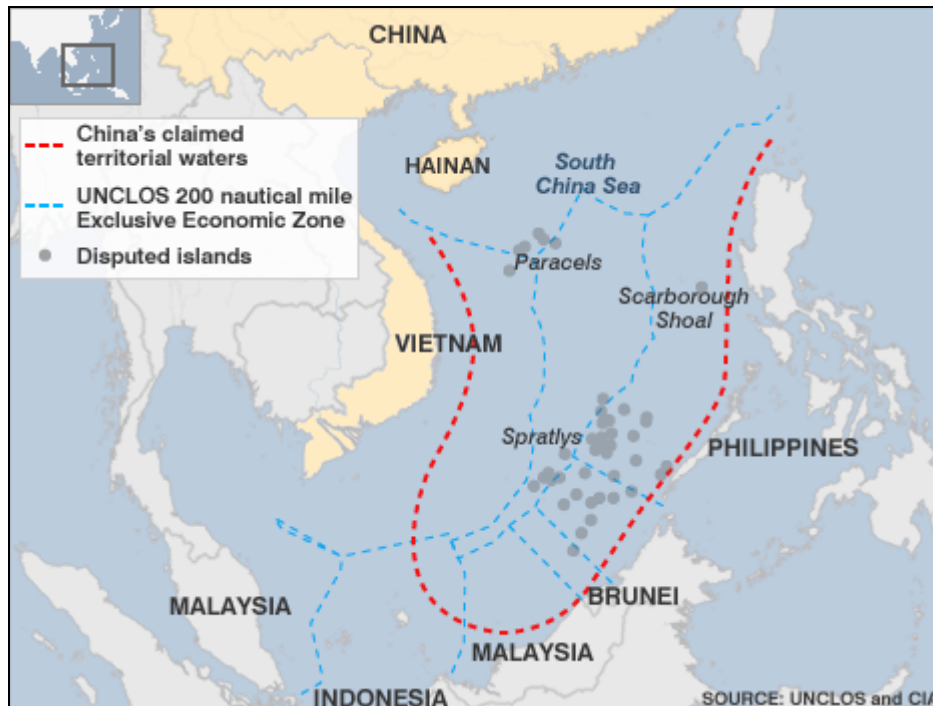 CHINA
China's claimed
territorial waters
HAINAN
South
China Sea
UNCLOS 200 nautical mile
Exclusive Economic Zone
Disputed islands
Paracels
Scarborough
Shoal
VIETNAM
Spratlys
PHILIPPINES
BRUNEI
MALAYSIA
MALAYSIA
INDONESIA
SOURCE: UNCLOS and CIA